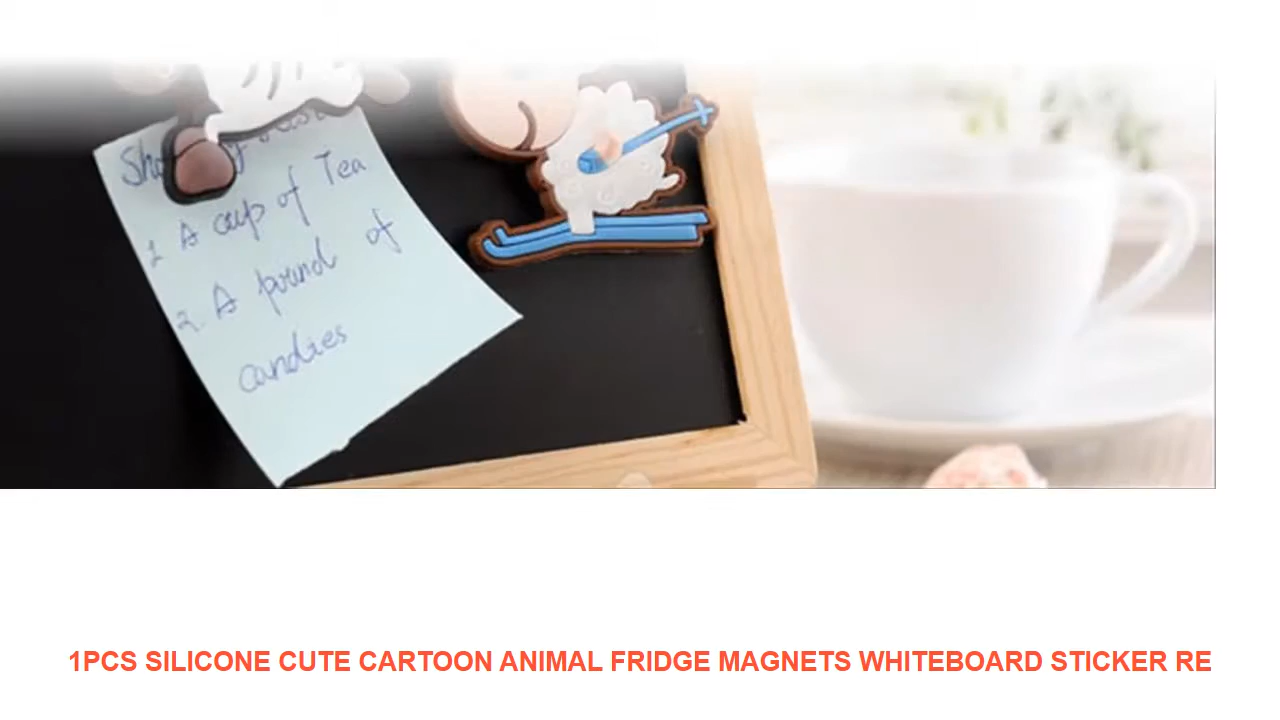 1. A cup of Tea
2. A pound of
candies
1PCS SILICONE CUTE CARTOON ANIMAL FRIDGE MAGNETS WHITEBOARD STICKER RE